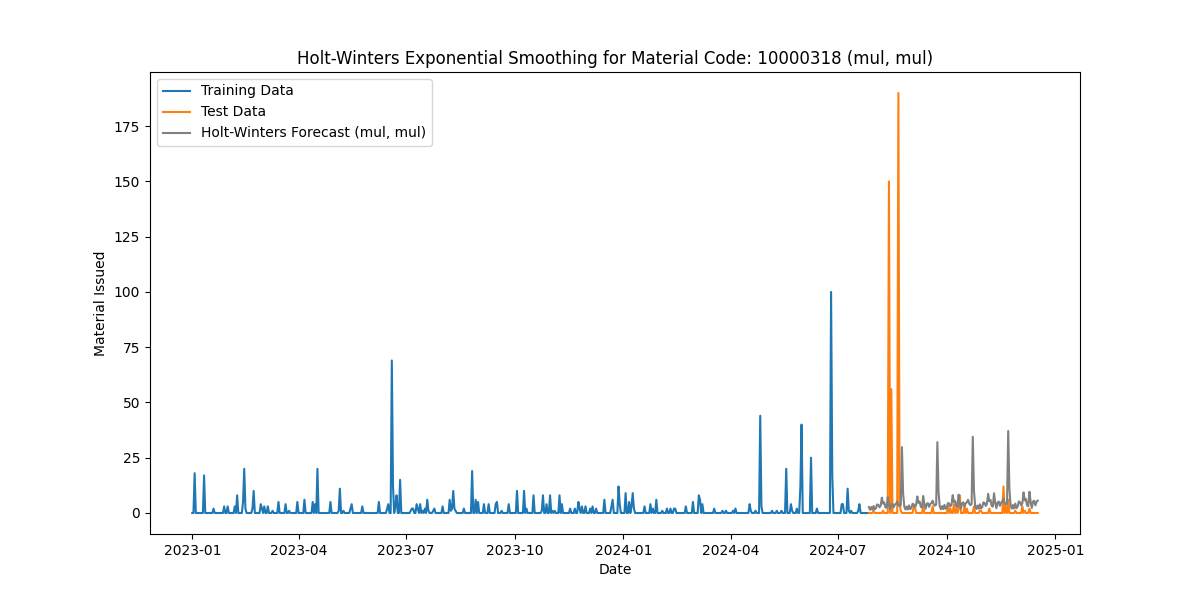 Holt-Winters Exponential Smoothing for Material Code: 10000318 (mul, mul)
Training Data
Test Data
Holt-Winters Forecast (mul, mul)
Material Issued
175
150
125
100
75
50
25
0
2023-01 2023-04 2023-07 2023-10 2024-01 2024-04 2024-07 2024-10 2025-01
Date